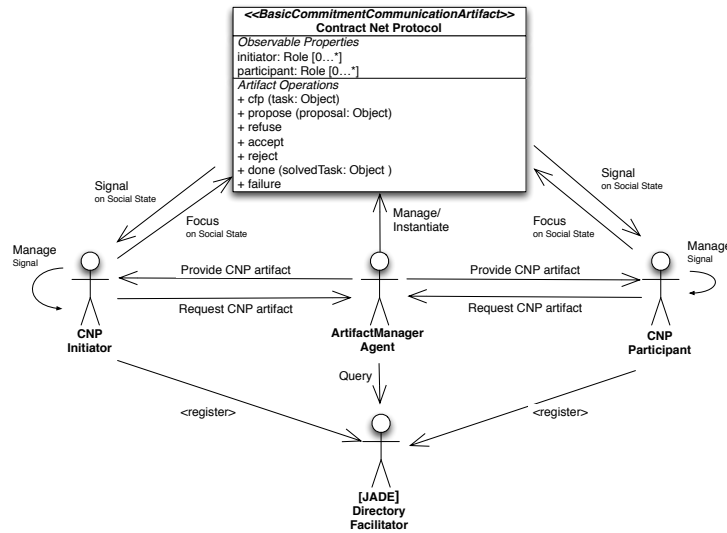 <<BasicCommitmentCommunicationArtifact>>
Contract Net Protocol
Observable Properties
initiator: Role [0...*]
participant: Role [0...*]
Artifact Operations
+ cfp (task: Object)
+ propose (proposal: Object)
+ refuse
+ accept
+ reject
+ done (solvedTask: Object )
+ failure
Signal
on Social State
Focus
on Social State
Manage/
Instantiate
Signal
on Social State
Focus
on Social State
Manage
Signal
Provide CNP artifact
Provide CNP artifact
Manage
Signal
Request CNP artifact
Request CNP artifact
CNP
Initiator
ArtifactManager
Agent
CNP
Participant
Query
<register>
<register>
[JADE]
Directory
Facilitator